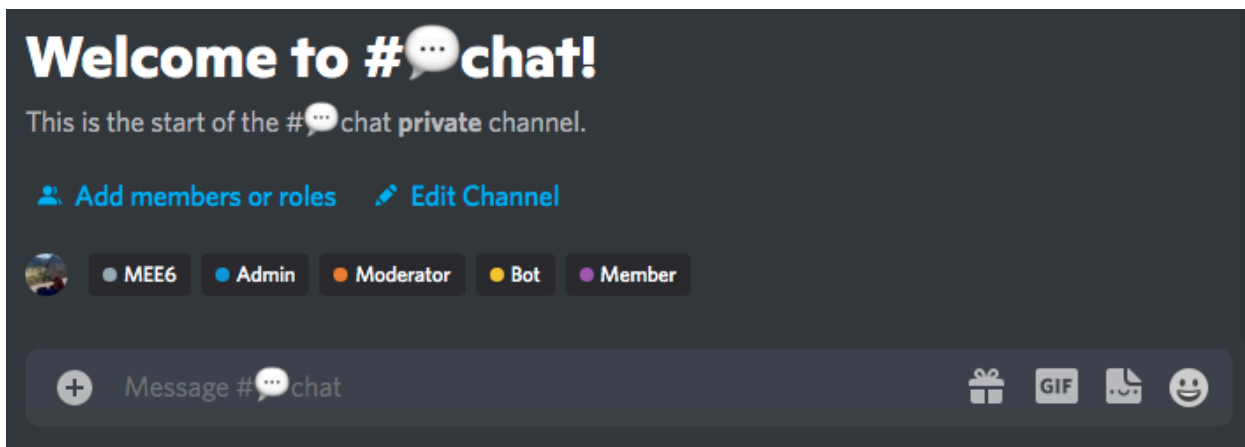 Welcome to #💬chat!
This is the start of the #💬chat private channel.
Add members or roles Edit Channel
MEE6 Admin Moderator Bot Member
Message #💬chat GIF